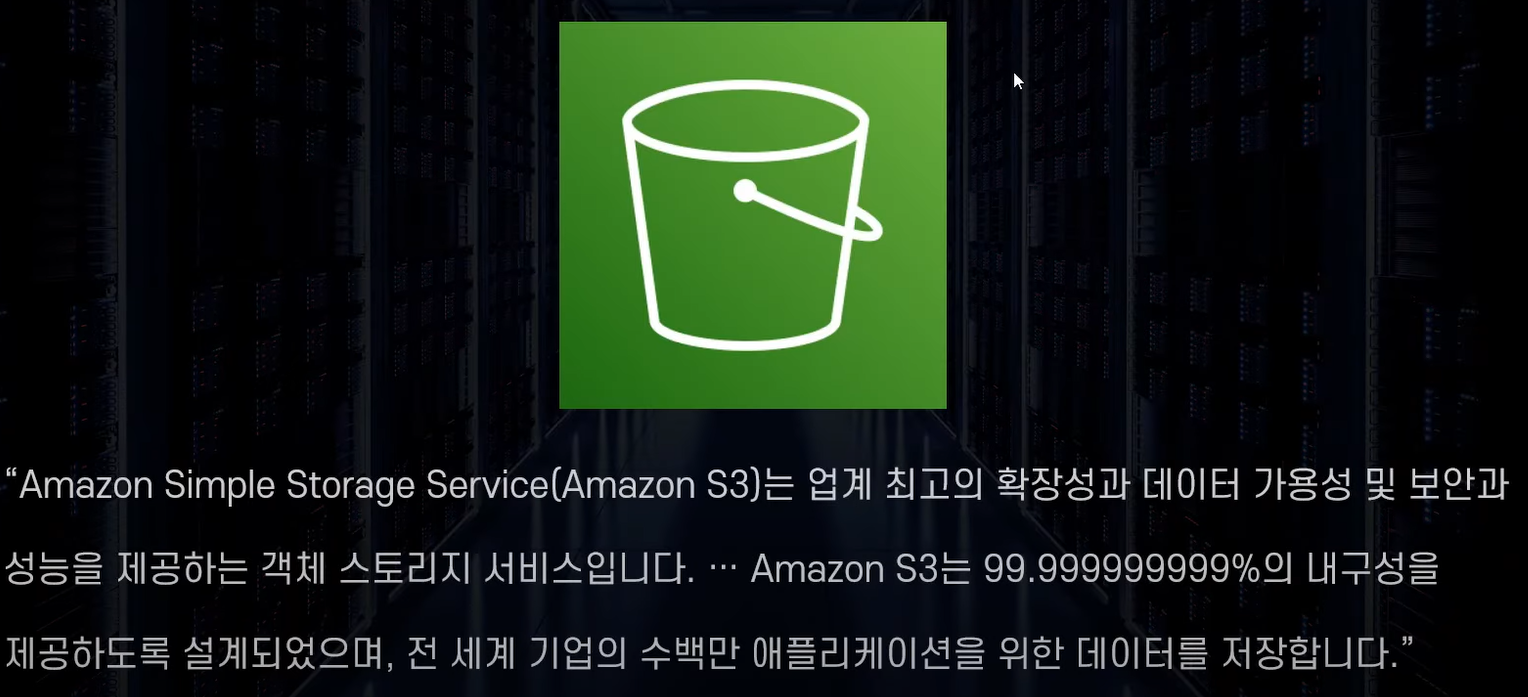 “Amazon Simple Storage Service(Amazon S3)는 업계 최고의 확장성과 데이터 가용성 및 보안과
성능을 제공하는 객체 스토리지 서비스입니다. … Amazon S3는 99.999999999%의 내구성을
제공하도록 설계되었으며, 전 세계 기업의 수백만 애플리케이션을 위한 데이터를 저장합니다.”